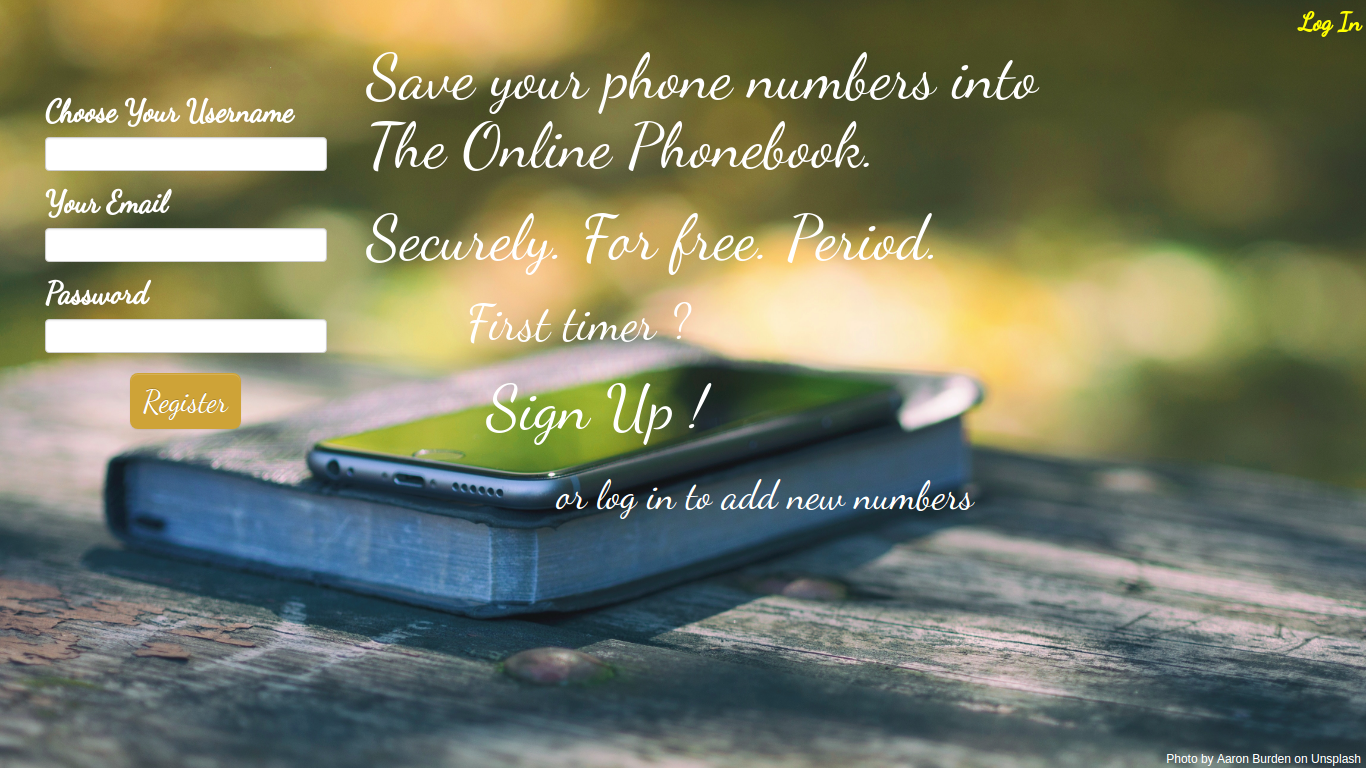 Log In
Save your phone numbers into
The Online Phonebook.
Securely. For free. Period.
First timer ?
Sign Up !
or log in to add new numbers
Choose Your Username
Your Email
Password
Register
Photo by Aaron Burden on Unsplash